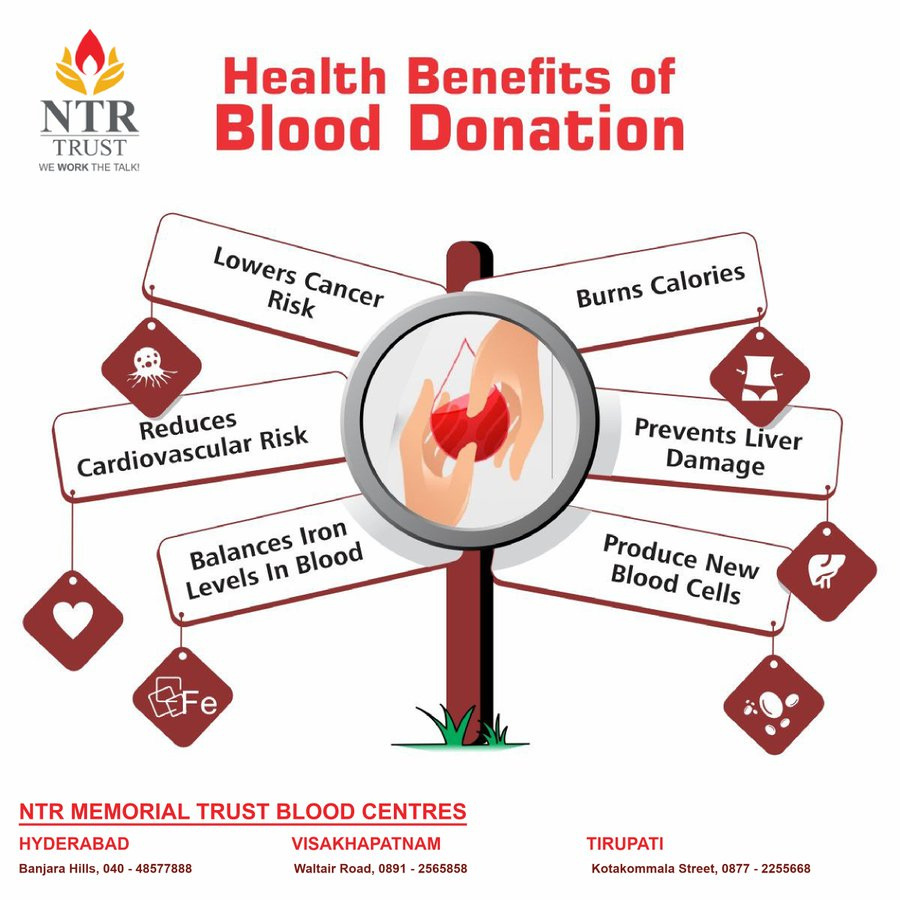 NTR
TRUST
WE WORK THE TALK!
Health Benefits of
Blood Donation
Lowers Cancer
Risk
Burns Calories
Reduces
Cardiovascular Risk
Prevents Liver
Damage
Balances Iron
Levels In Blood
Produce New
Blood Cells
Fe
NTR MEMORIAL TRUST BLOOD CENTRES
HYDERABAD
Banjara Hills, 040 - 48577888
VISAKHAPATNAM
Waltair Road, 0891 - 2565858
TIRUPATI
Kotakommala Street, 0877 - 2255668